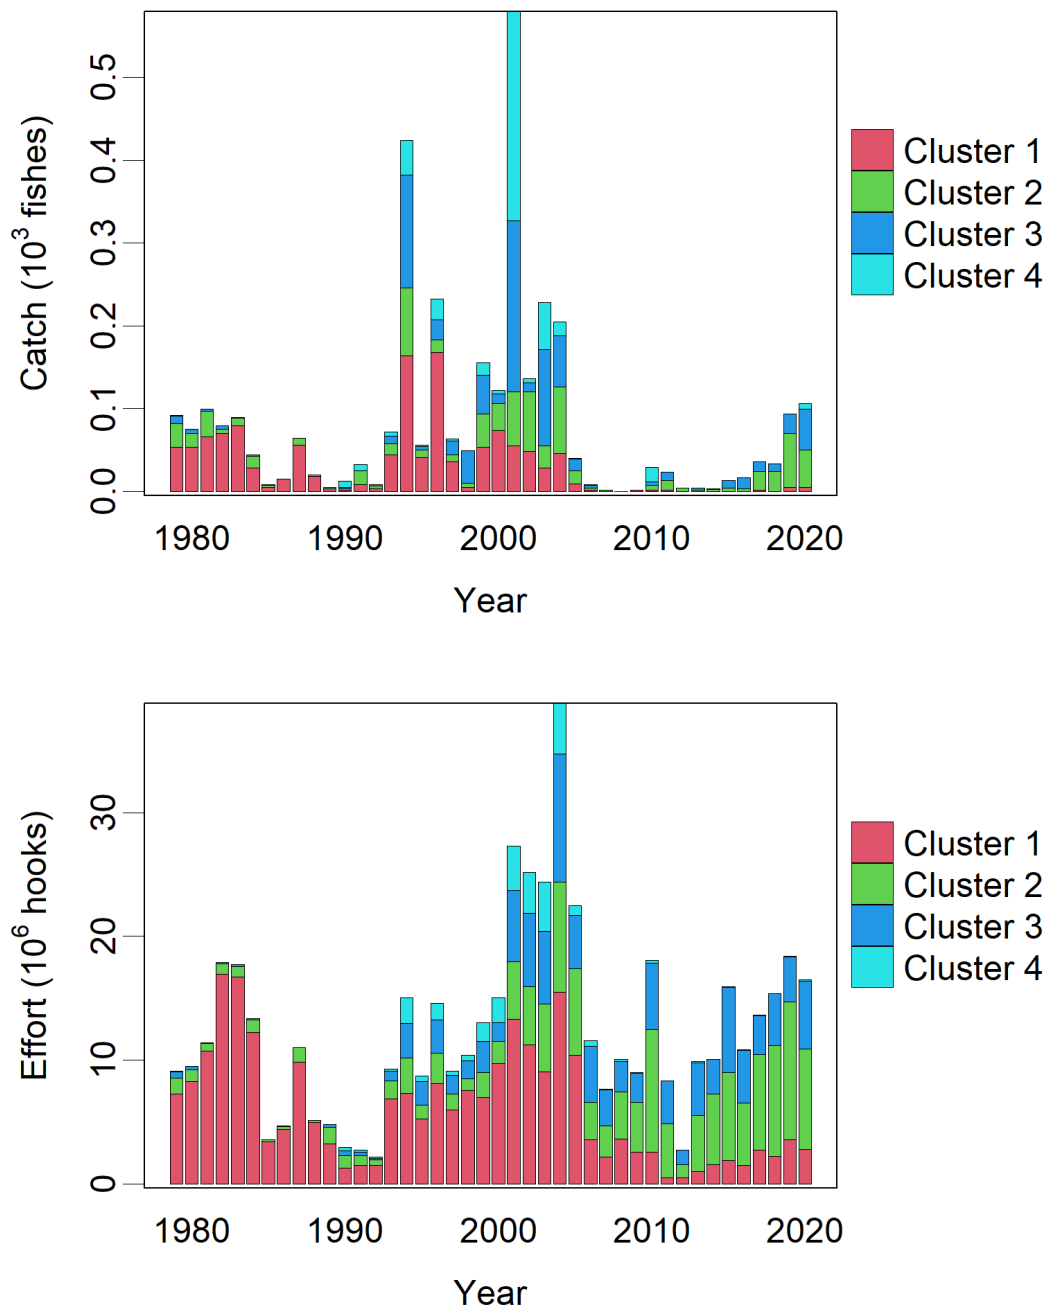 Catch (10³ fishes)
0.5
0.4
0.3
0.2
0.1
0.0
1980 1990 2000 2010 2020
Year
Cluster 1
Cluster 2
Cluster 3
Cluster 4
Effort (10⁶ hooks)
30
20
10
0
1980 1990 2000 2010 2020
Year
Cluster 1
Cluster 2
Cluster 3
Cluster 4